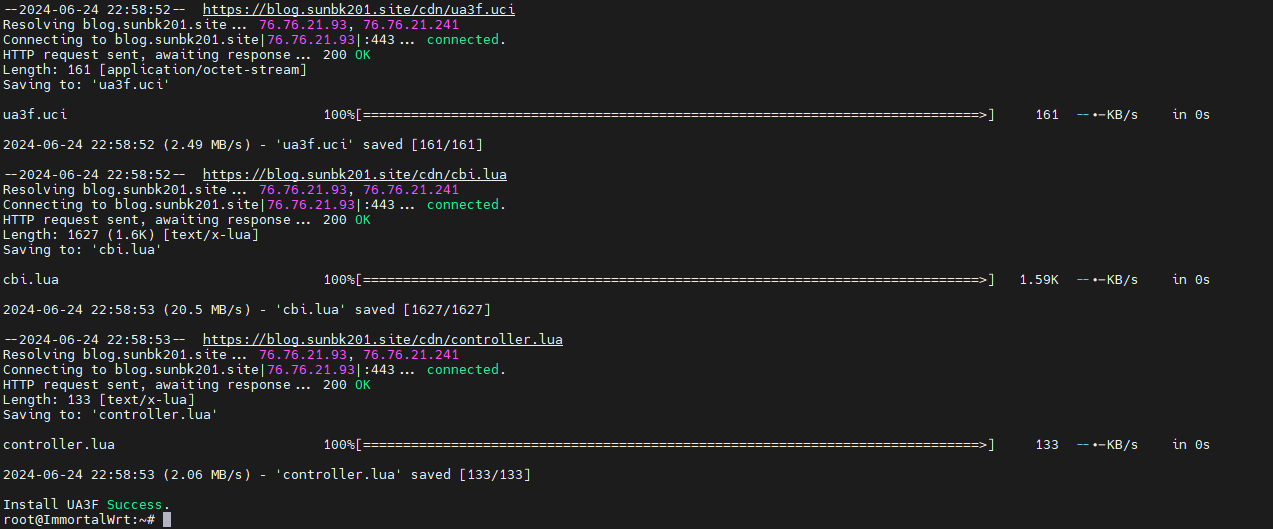 --2024-06-24 22:58:52--  https://blog.sunbk201.site/cdn/ua3f.uci
Resolving blog.sunbk201.site... 76.76.21.93, 76.76.21.241
Connecting to blog.sunbk201.site|76.76.21.93|:443... connected.
HTTP request sent, awaiting response... 200 OK
Length: 161 [application/octet-stream]
Saving to: 'ua3f.uci'
ua3f.uci 100%[=============================================================================>] 161 --.-KB/s in 0s
2024-06-24 22:58:52 (2.49 MB/s) - 'ua3f.uci' saved [161/161]
--2024-06-24 22:58:52--  https://blog.sunbk201.site/cdn/cbi.lua
Resolving blog.sunbk201.site... 76.76.21.93, 76.76.21.241
Connecting to blog.sunbk201.site|76.76.21.93|:443... connected.
HTTP request sent, awaiting response... 200 OK
Length: 1627 (1.6K) [text/x-lua]
Saving to: 'cbi.lua'
cbi.lua 100%[=============================================================================>] 1.59K --.-KB/s in 0s
2024-06-24 22:58:53 (20.5 MB/s) - 'cbi.lua' saved [1627/1627]
--2024-06-24 22:58:53--  https://blog.sunbk201.site/cdn/controller.lua
Resolving blog.sunbk201.site... 76.76.21.93, 76.76.21.241
Connecting to blog.sunbk201.site|76.76.21.93|:443... connected.
HTTP request sent, awaiting response... 200 OK
Length: 133 [text/x-lua]
Saving to: 'controller.lua'
controller.lua 100%[=============================================================================>] 133 --.-KB/s in 0s
2024-06-24 22:58:53 (2.06 MB/s) - 'controller.lua' saved [133/133]
Install UA3F Success.
root@ImmortalWrt:~#